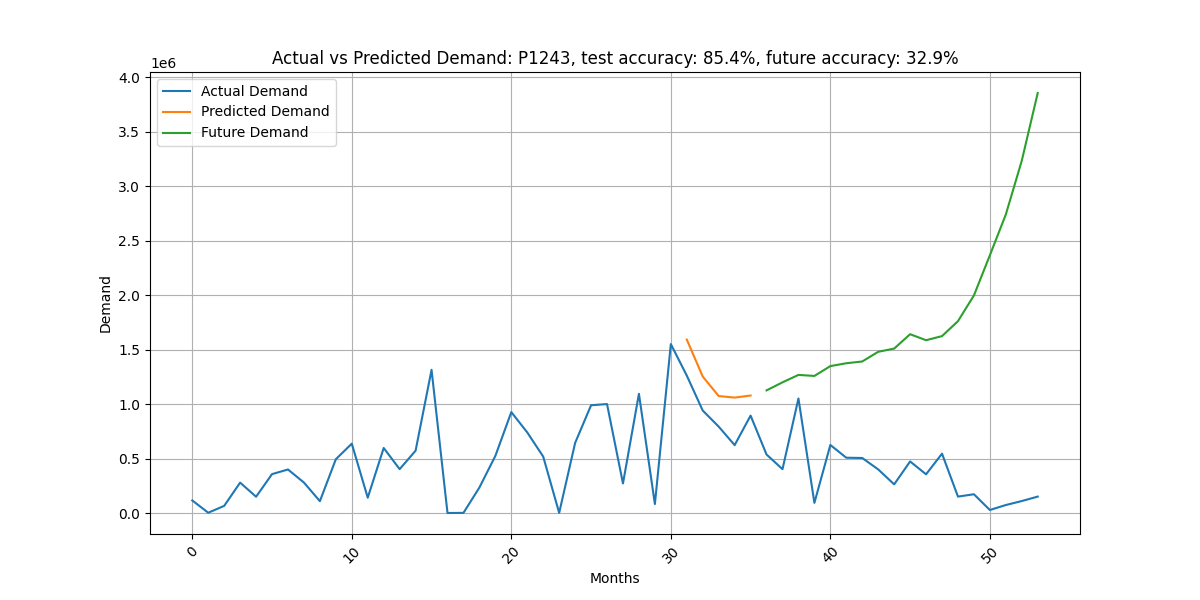 Actual vs Predicted Demand: P1243, test accuracy: 85.4%, future accuracy: 32.9%
1e6
4.0
3.5
3.0
2.5
2.0
1.5
1.0
0.5
0.0
Demand
Actual Demand
Predicted Demand
Future Demand
0
10
20
30
40
50
Months